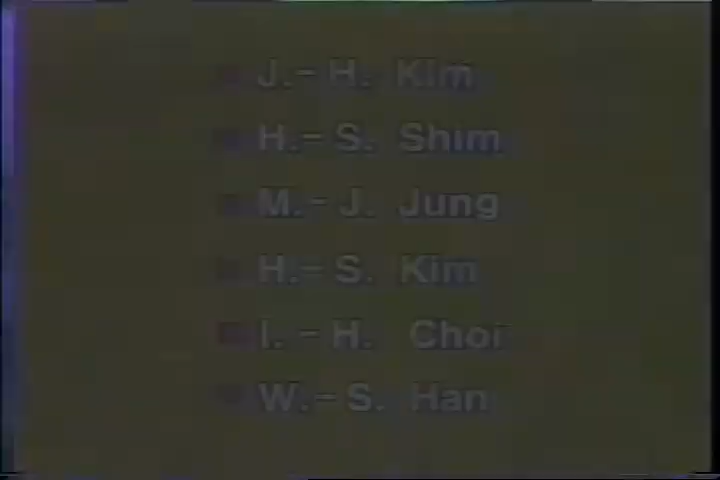 J.-H. Kim
H.-S. Shim
M.-J. Jung
H.-S. Kim
I.-H. Choi
W.-S. Han